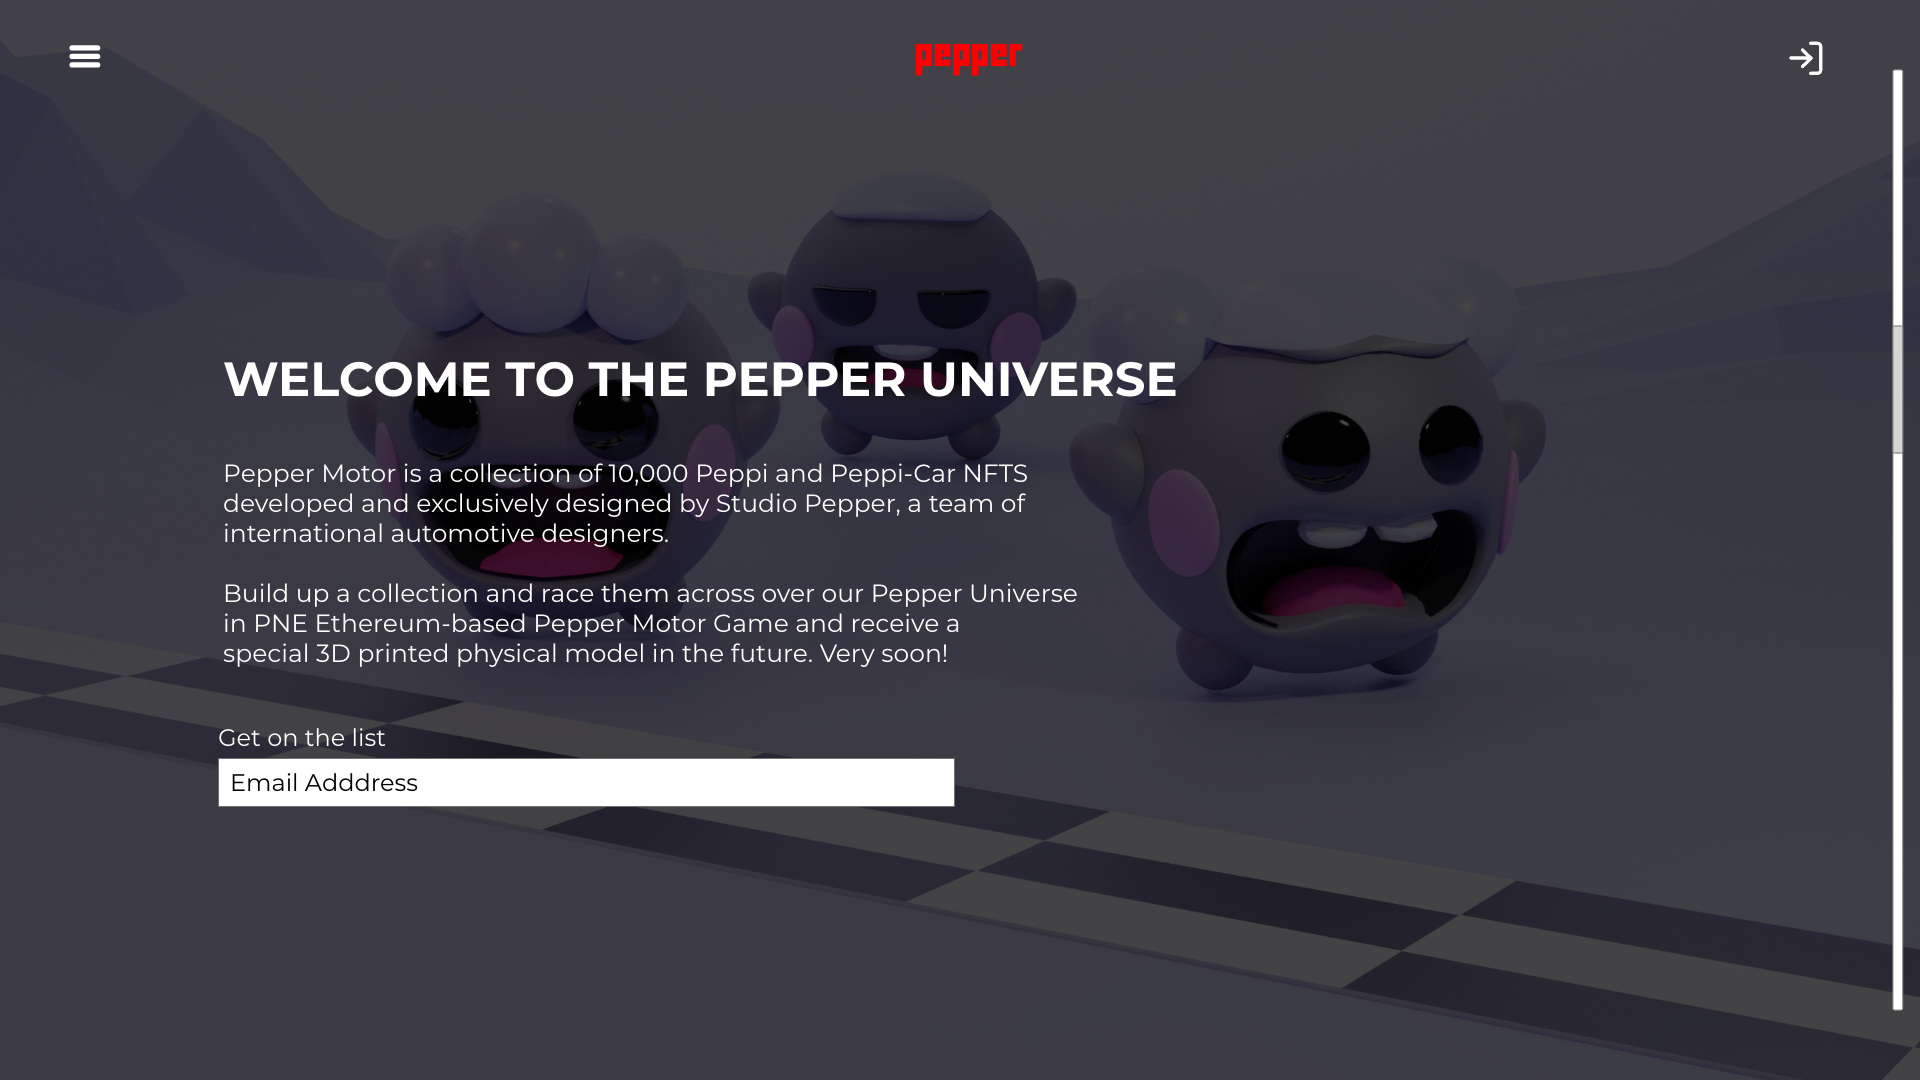 pepper
WELCOME TO THE PEPPER UNIVERSE
Pepper Motor is a collection of 10,000 Peppi and Peppi-Car NFTS
developed and exclusively designed by Studio Pepper, a team of
international automotive designers.
Build up a collection and race them across over our Pepper Universe
in PNE Ethereum-based Pepper Motor Game and receive a
special 3D printed physical model in the future. Very soon!
Get on the list
Email Adddress